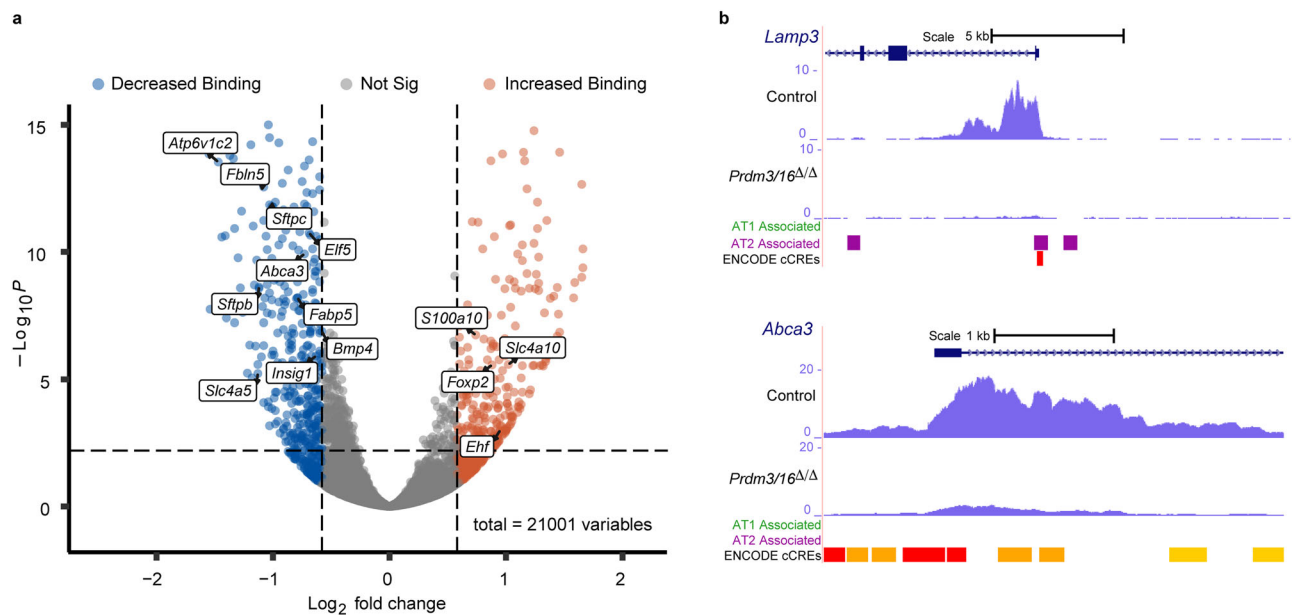 a
Decreased Binding
Not Sig
Increased Binding
15
10
5
0
−Log10P
Atp6v1c2
Fbln5
Sftpc
Elf5
Abca3
Sftpb
Fabp5
Bmp4
Insig1
Slc4a5
S100a10
Slc4a10
Foxp2
Ehf
total = 21001 variables
−2
−1
0
1
2
Log2 fold change
b
Lamp3
Scale 5 kb
10 -
Control
0 -
10 -
Prdm3/16Δ/Δ
0 -
AT1 Associated
AT2 Associated
ENCODE cCREs
Abca3
Scale 1 kb
20 -
Control
0 -
20 -
Prdm3/16Δ/Δ
0 -
AT1 Associated
AT2 Associated
ENCODE cCREs